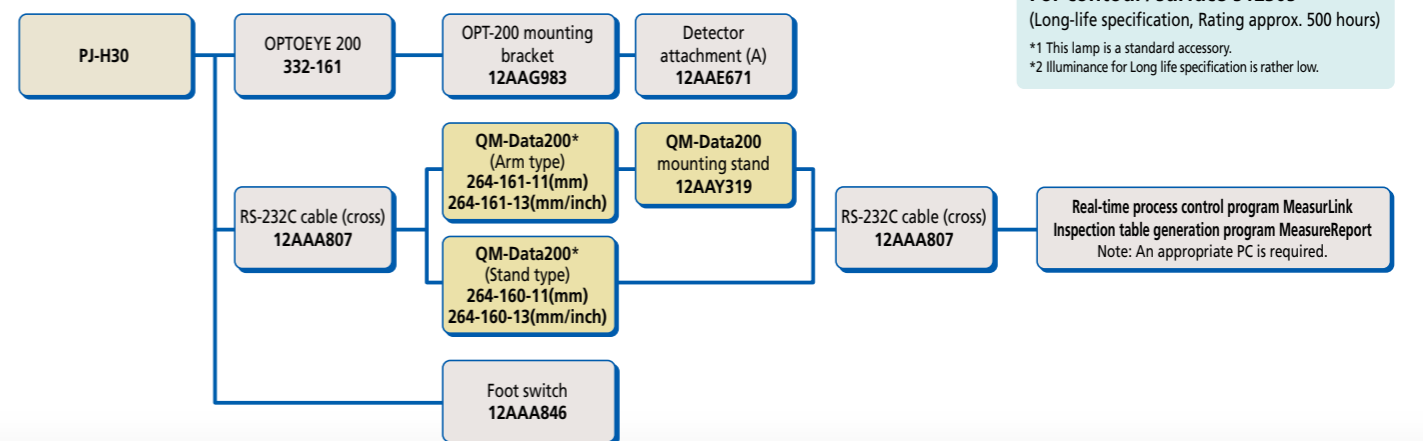 For contour/surface 512305
(Long-life specification, Rating approx. 500 hours)
*1 This lamp is a standard accessory.
*2 Illuminance for Long life specification is rather low.
PJ-H30
OPTOEYE 200
332-161
OPT-200 mounting
bracket
12AAG983
Detector
attachment (A)
12AAE671
QM-Data200*
(Arm type)
264-161-11(mm)
264-161-13(mm/inch)
QM-Data200
mounting stand
12AAY319
RS-232C cable (cross)
12AAA807
QM-Data200*
(Stand type)
264-160-11(mm)
264-160-13(mm/inch)
RS-232C cable (cross)
12AAA807
Real-time process control program MeasurLink
Inspection table generation program MeasureReport
Note: An appropriate PC is required.
Foot switch
12AAA846